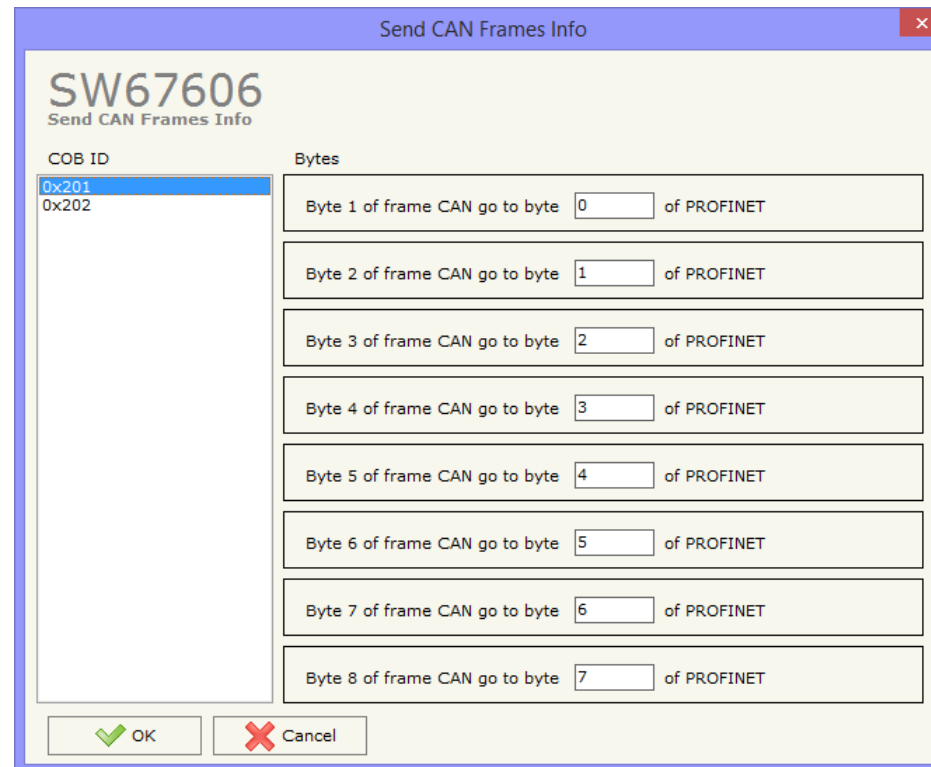 Send CAN Frames Info
SW67606
Send CAN Frames Info
COB ID
Bytes
0x201
0x202
Byte 1 of frame CAN go to byte 0 of PROFINET
Byte 2 of frame CAN go to byte 1 of PROFINET
Byte 3 of frame CAN go to byte 2 of PROFINET
Byte 4 of frame CAN go to byte 3 of PROFINET
Byte 5 of frame CAN go to byte 4 of PROFINET
Byte 6 of frame CAN go to byte 5 of PROFINET
Byte 7 of frame CAN go to byte 6 of PROFINET
Byte 8 of frame CAN go to byte 7 of PROFINET
OK
Cancel